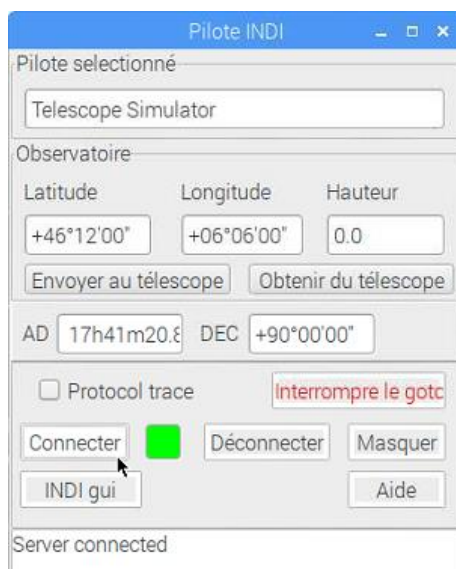 Pilote INDI
Pilote selectionné
Telescope Simulator
Observatoire
Latitude Longitude Hauteur
+46°12'00" +06°06'00" 0.0
Envoyer au télescope Obtenir du télescope
AD 17h41m20.8 DEC +90°00'00"
Protocol trace Interrompre le gotc
Connecter Déconnecter Masquer
INDI gui Aide
Server connected